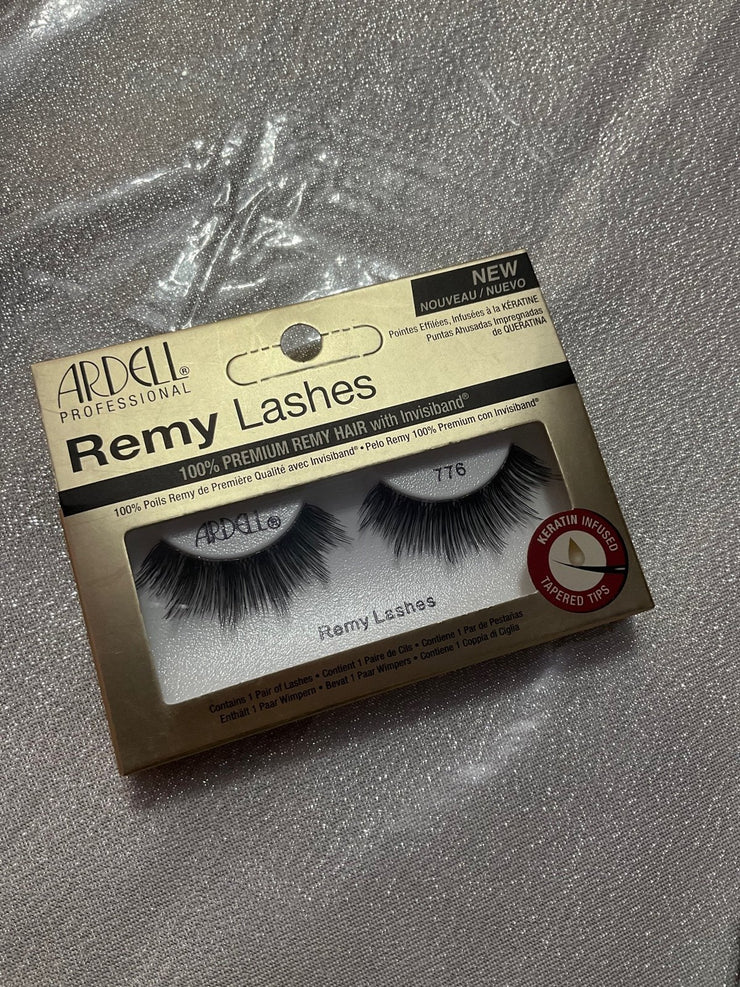 NEW
NOUVEAU / NUEVO
Pointes Effilées, Infusées à la KÉRATINE
Puntas Ahusadas Impregnadas
de QUERATINA
ARDELL®
PROFESSIONAL
Remy Lashes
100% PREMIUM REMY HAIR with Invisiband®
100% Poils Remy de Première Qualité avec Invisiband® • Pelo Remy 100% Premium con Invisiband®
776
ARDELL®
KERATIN INFUSED
TAPERED TIPS
Remy Lashes
Contains 1 Pair of Lashes • Contient 1 Paire de Cils • Contiene 1 Par de Pestañas
Enthält 1 Paar Wimpern • Bevat 1 Paar Wimpers • Contiene 1 Coppia di Ciglia